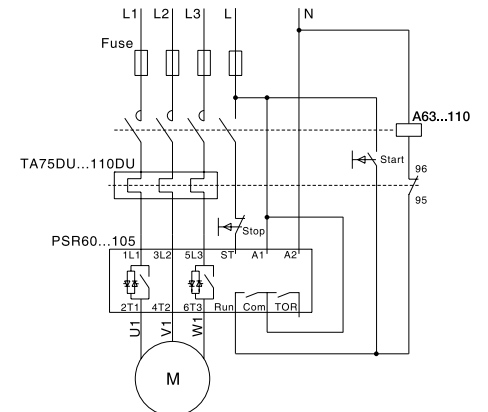 L1 L2 L3 L N
Fuse
A63...110
Start
96
TA75DU...110DU
95
Stop
PSR60...105
1L1 3L2 5L3 ST A1 A2
2T1 4T2 6T3 Run Com TOR
U1 V1 W1
M